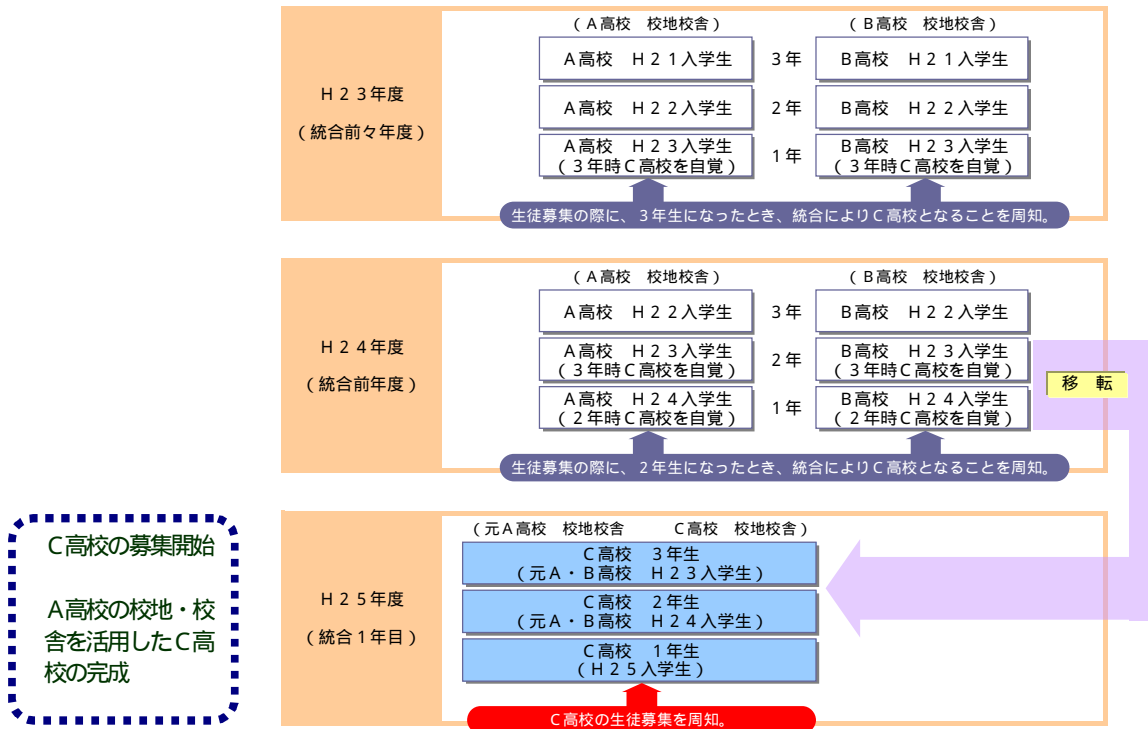 (A高校 校地校舎) (B高校 校地校舎)
A高校 H21入学生 3年 B高校 H21入学生
H23年度
(統合前々年度)
A高校 H22入学生 2年 B高校 H22入学生
A高校 H23入学生
(3年時C高校を自覚)
1年
B高校 H23入学生
(3年時C高校を自覚)
生徒募集の際に、3年生になったとき、統合によりC高校となることを周知。
(A高校 校地校舎) (B高校 校地校舎)
A高校 H22入学生 3年 B高校 H22入学生
H24年度
(統合前年度)
A高校 H23入学生
(3年時C高校を自覚)
2年
B高校 H23入学生
(3年時C高校を自覚)
移 転
A高校 H24入学生
(2年時C高校を自覚)
1年
B高校 H24入学生
(2年時C高校を自覚)
生徒募集の際に、2年生になったとき、統合によりC高校となることを周知。
C高校の募集開始
A高校の校地・校
舎を活用したC高
校の完成
H25年度
(統合1年目)
(元A高校 校地校舎 C高校 校地校舎)
C高校 3年生
(元A・B高校 H23入学生)
C高校 2年生
(元A・B高校 H24入学生)
C高校 1年生
(H25入学生)
C高校の生徒募集を周知。